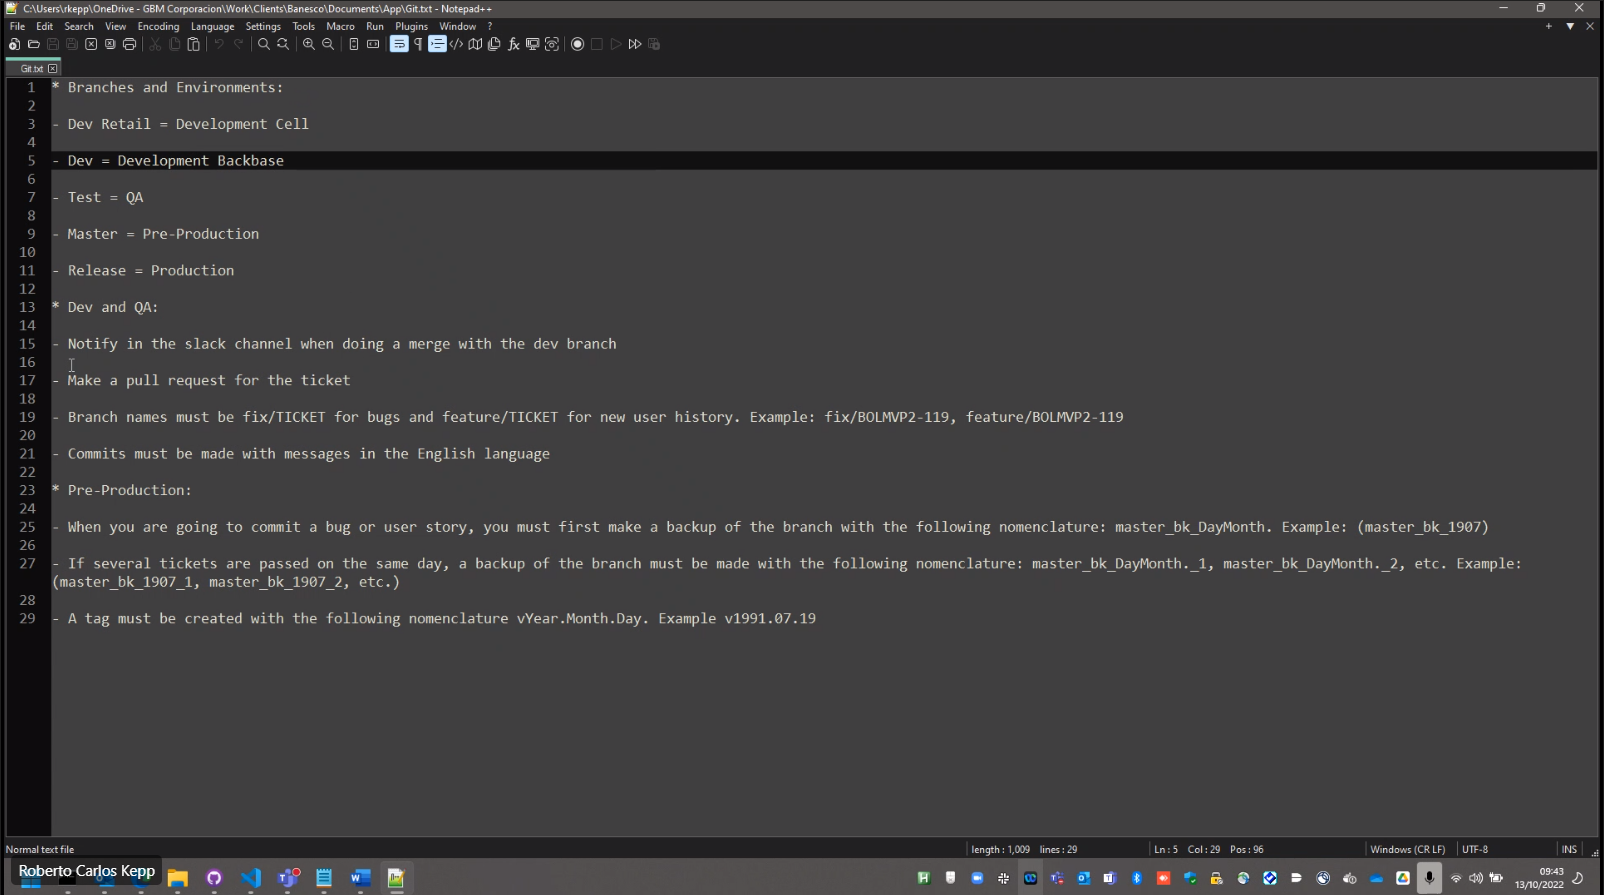 C:\Users\rkepp\OneDrive - GBM Corporacion\Work\Clients\Banesco\Documents\App\Git.txt - Notepad++
File Edit Search View Encoding Language Settings Tools Macro Run Plugins Window ?
Git.txt
1 * Branches and Environments:
2
3 - Dev Retail = Development Cell
4
5 - Dev = Development Backbase
6
7 - Test = QA
8
9 - Master = Pre-Production
10
11 - Release = Production
12
13 * Dev and QA:
14
15 - Notify in the slack channel when doing a merge with the dev branch
16
17 - Make a pull request for the ticket
18
19 - Branch names must be fix/TICKET for bugs and feature/TICKET for new user history. Example: fix/BOLMVP2-119, feature/BOLMVP2-119
20
21 - Commits must be made with messages in the English language
22
23 * Pre-Production:
24
25 - When you are going to commit a bug or user story, you must first make a backup of the branch with the following nomenclature: master_bk_DayMonth. Example: (master_bk_1907)
26
27 - If several tickets are passed on the same day, a backup of the branch must be made with the following nomenclature: master_bk_DayMonth._1, master_bk_DayMonth._2, etc. Example:
(master_bk_1907_1, master_bk_1907_2, etc.)
28
29 - A tag must be created with the following nomenclature vYear.Month.Day. Example v1991.07.19
Normal text file length : 1,009 lines : 29 Ln : 5 Col : 29 Pos : 96 Windows (CR LF) UTF-8 INS
Roberto Carlos Kepp
09:43
13/10/2022